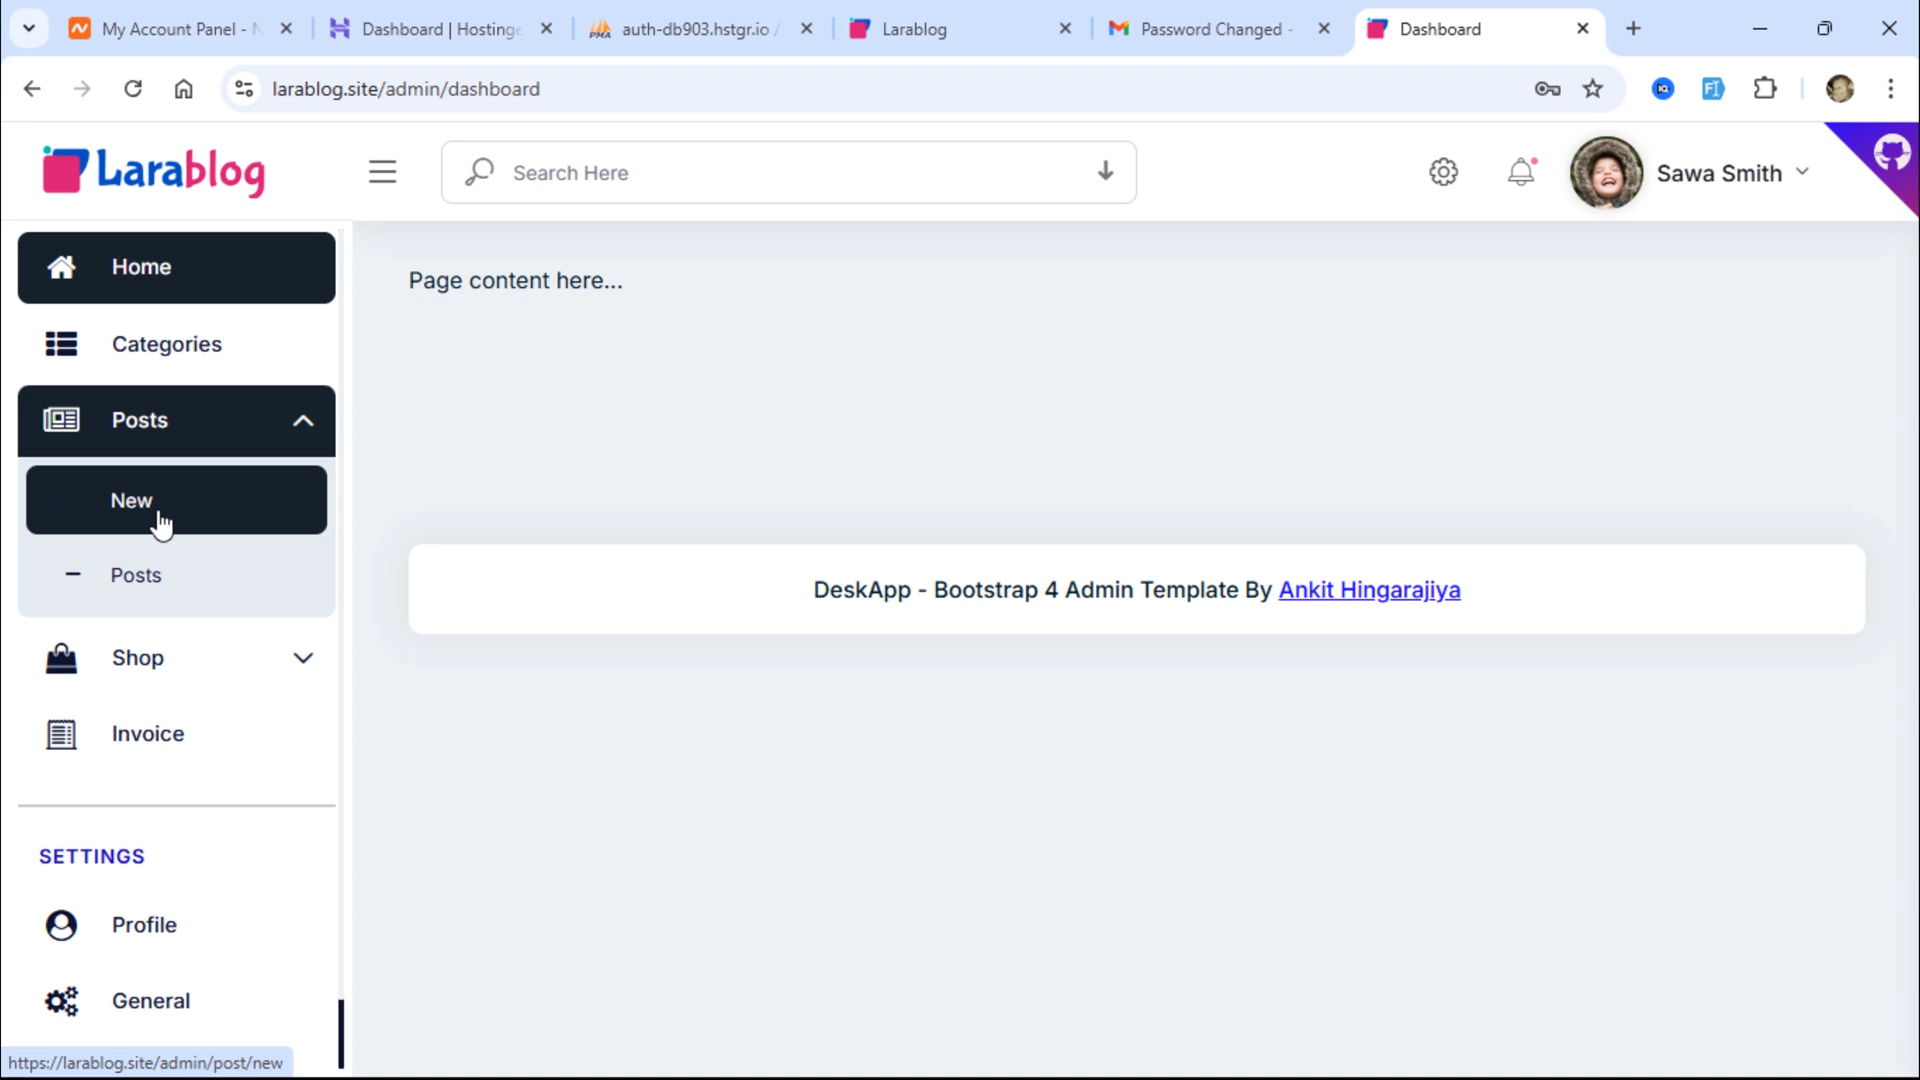 My Account Panel - N
Dashboard | Hostinge
auth-db903.hstgr.io /
Larablog
Password Changed -
Dashboard
larablog.site/admin/dashboard
Larablog
Search Here
Sawa Smith
Home
Page content here...
Categories
Posts
New
Posts
DeskApp - Bootstrap 4 Admin Template By Ankit Hingarajiya
Shop
Invoice
SETTINGS
Profile
General
https://larablog.site/admin/post/new